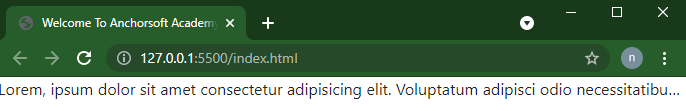 Welcome To Anchorsoft Academy
127.0.0.1:5500/index.html
n
Lorem, ipsum dolor sit amet consectetur adipisicing elit. Voluptatum adipisci odio necessitatibu...